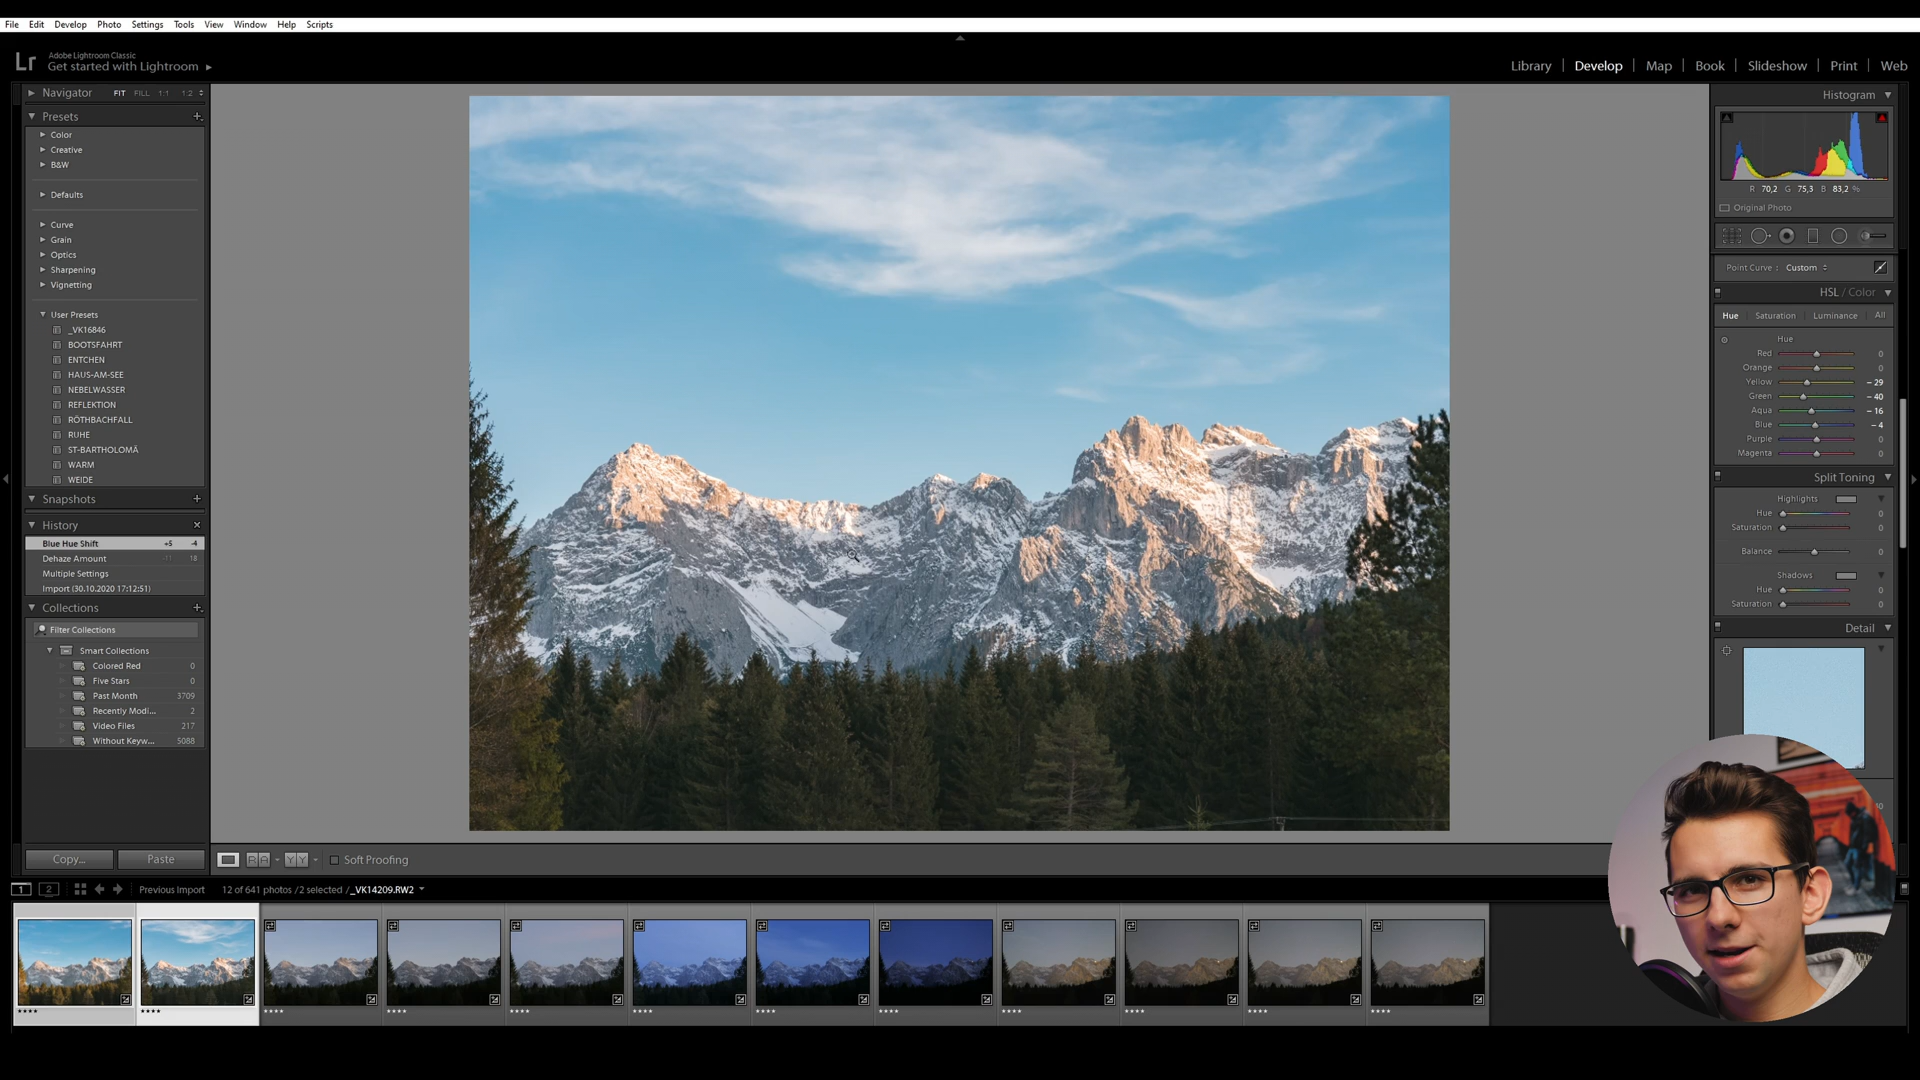 File Edit Develop Photo Settings Tools View Window Help Scripts
Lr
Adobe Lightroom Classic
Get started with Lightroom
Library | Develop | Map | Book | Slideshow | Print | Web
Navigator FIT FILL 1:1 1:2
Presets
Color
Creative
B&W
Defaults
Curve
Grain
Optics
Sharpening
Vignetting
User Presets
_VK16846
BOOTSFAHRT
ENTCHEN
HAUS-AM-SEE
NEBELWASSER
REFLEKTION
RÖTHBACHFALL
RUHE
ST-BARTHOLOMÄ
WARM
WEIDE
Snapshots
History
Blue Hue Shift +5 -4
Dehaze Amount -11 18
Multiple Settings
Import (30.10.2020 17:12:51)
Collections
Filter Collections
Smart Collections
Colored Red 0
Five Stars 0
Past Month 3709
Recently Modi... 2
Video Files 217
Without Keyw... 5088
Copy... Paste
Soft Proofing
1 2 Previous Import 12 of 641 photos /2 selected /_VK14209.RW2
Histogram
R 70,2 G 75,3 B 83,2 %
Original Photo
Point Curve : Custom
HSL / Color
Hue Saturation Luminance All
Hue
Red 0
Orange 0
Yellow - 29
Green - 40
Aqua - 16
Blue - 4
Purple 0
Magenta 0
Split Toning
Highlights
Hue 0
Saturation 0
Balance 0
Shadows
Hue 0
Saturation 0
Detail